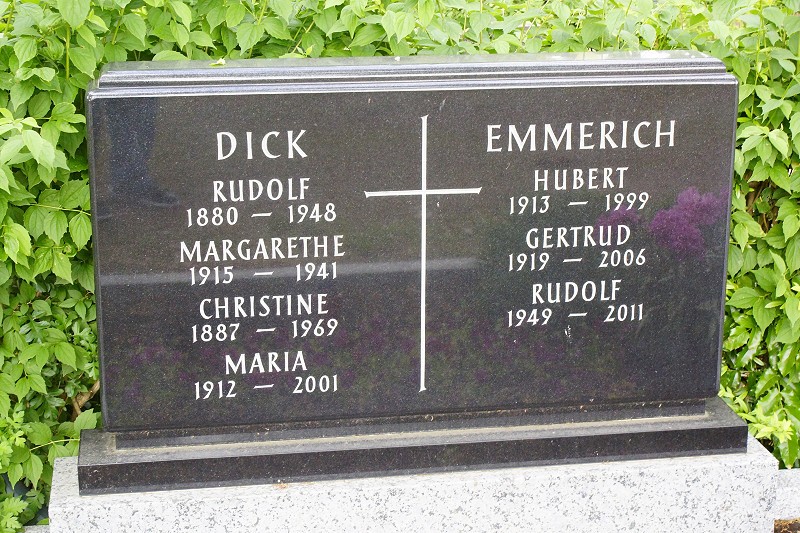 DICK
RUDOLF
1880 – 1948
MARGARETHE
1915 – 1941
CHRISTINE
1887 – 1969
MARIA
1912 – 2001
EMMERICH
HUBERT
1913 – 1999
GERTRUD
1919 – 2006
RUDOLF
1949 – 2011